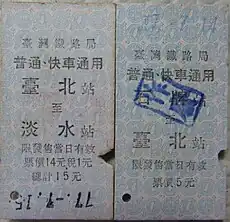 臺灣鐵路局
普通、快車通用
臺北站
至
淡水站
限發售當日有效
票價14元稅1元
總計15元
77.-7.15
臺灣鐵路局
普通、快車通用
站
至
臺北站
限發售當日有效
票價5元